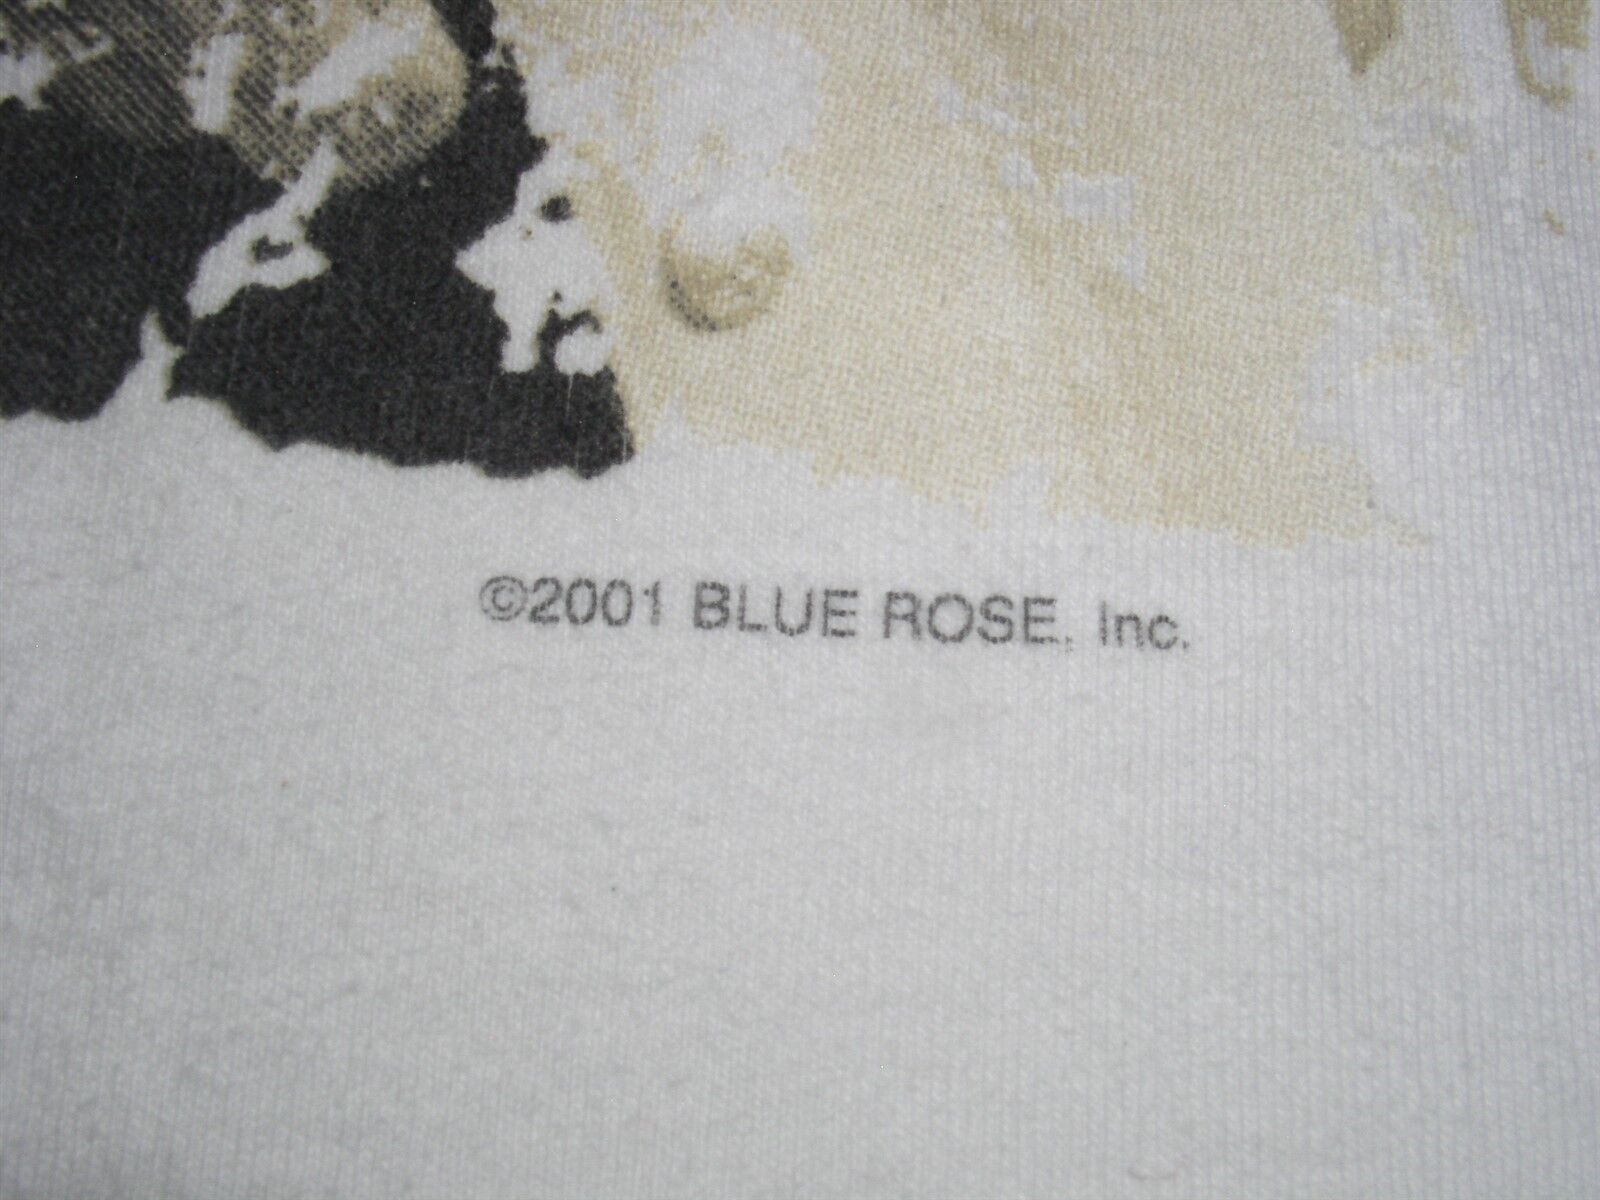 ©2001 BLUE ROSE, Inc.